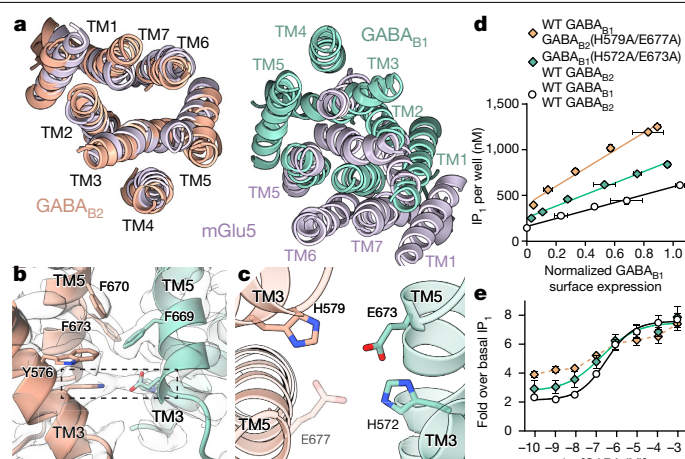 a
TM1
TM7
TM6
TM2
TM3
TM5
TM4
GABAB2
TM4
GABAB1
TM5
TM3
TM2
TM1
mGlu5
TM5
TM6
TM7
TM1
b
TM5
F670
TM5
F673
F669
Y576
TM3
TM3
c
TM3
H579
E673
TM5
TM5
E677
H572
TM3
d
WT GABAB1
GABAB2(H579A/E677A)
GABAB1(H572A/E673A)
WT GABAB2
WT GABAB1
WT GABAB2
IP1 per well (nM)
1,500
1,000
500
0
0
0.2
0.4
0.6
0.8
1.0
Normalized GABAB1
surface expression
e
Fold over basal IP1
8
6
4
2
0
–10
–9
–8
–7
–6
–5
–4
–3